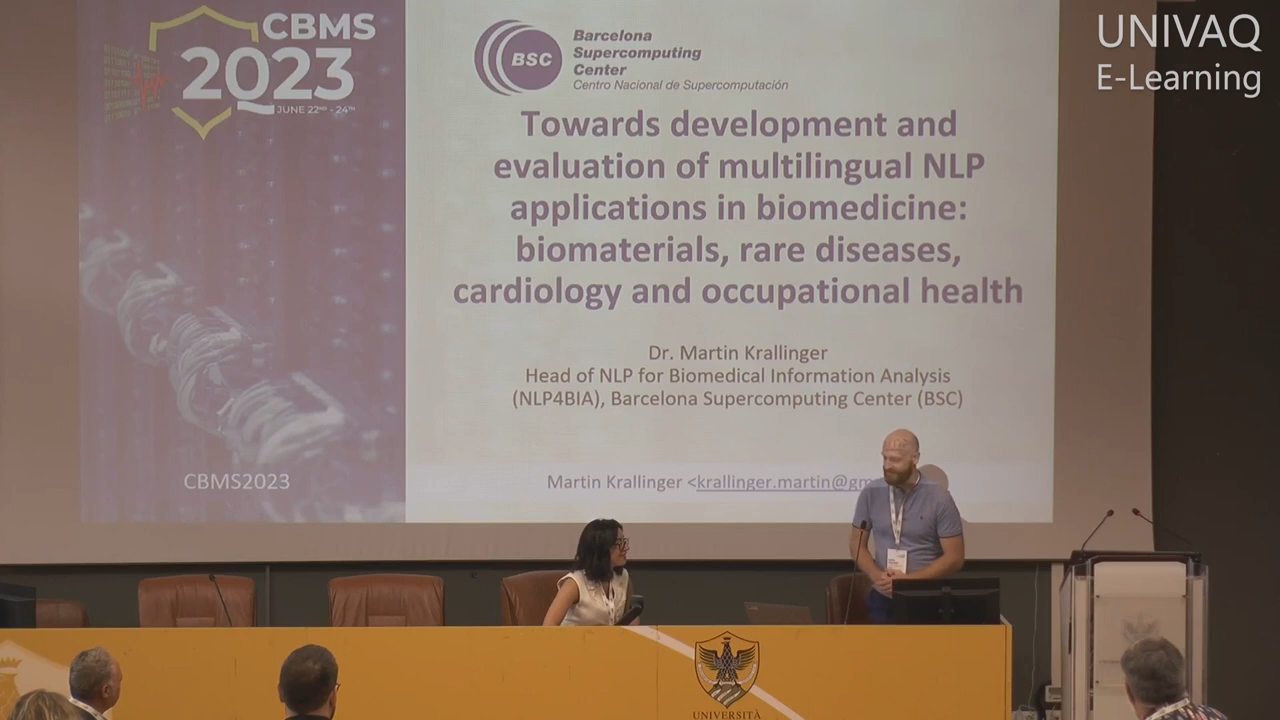 CBMS
2023
JUNE 22ND - 24TH
BSC
Barcelona
Supercomputing
Center
Centro Nacional de Supercomputación
UNIVAQ
E-Learning
Towards development and
evaluation of multilingual NLP
applications in biomedicine:
biomaterials, rare diseases,
cardiology and occupational health
Dr. Martin Krallinger
Head of NLP for Biomedical Information Analysis
(NLP4BIA), Barcelona Supercomputing Center (BSC)
CBMS2023
Martin Krallinger <krallinger.martin@gm
UNIVERSITÀ